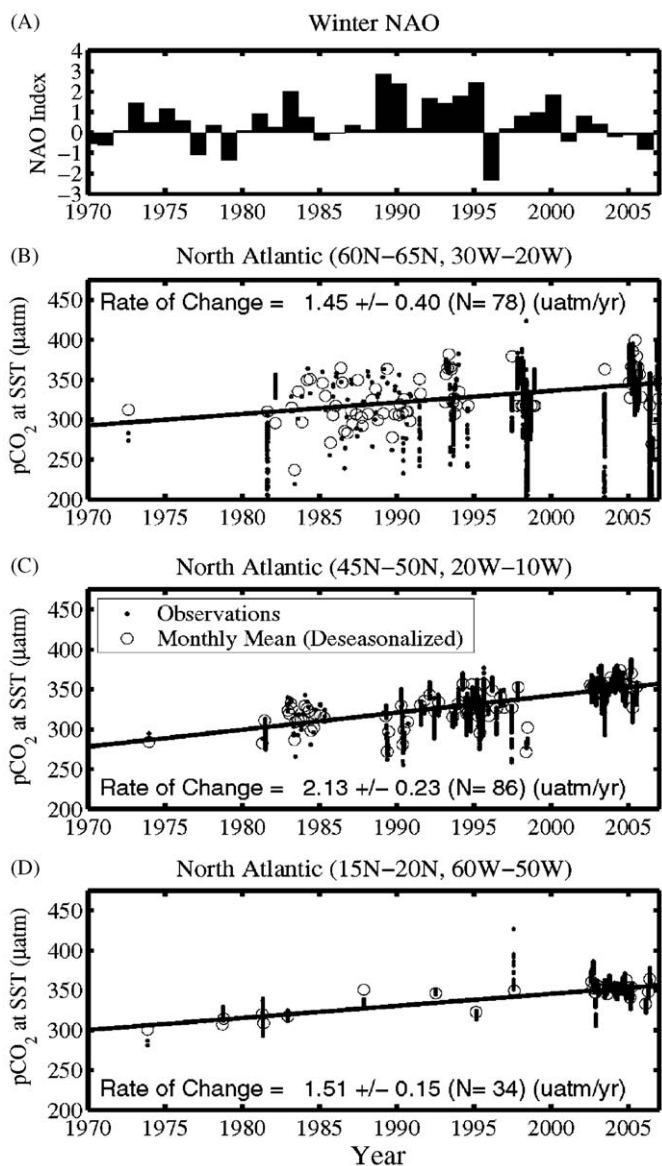 (A) Winter NAO
NAO Index
4
3
2
1
0
−1
−2
−3
1970 1975 1980 1985 1990 1995 2000 2005
(B) North Atlantic (60N−65N, 30W−20W)
pCO2 at SST (μatm)
450
400
350
300
250
200
Rate of Change = 1.45 +/− 0.40 (N= 78) (uatm/yr)
1970 1975 1980 1985 1990 1995 2000 2005
(C) North Atlantic (45N−50N, 20W−10W)
pCO2 at SST (μatm)
450
400
350
300
250
200
Observations
Monthly Mean (Deseasonalized)
Rate of Change = 2.13 +/− 0.23 (N= 86) (uatm/yr)
1970 1975 1980 1985 1990 1995 2000 2005
(D) North Atlantic (15N−20N, 60W−50W)
pCO2 at SST (μatm)
450
400
350
300
250
200
Rate of Change = 1.51 +/− 0.15 (N= 34) (uatm/yr)
1970 1975 1980 1985 1990 1995 2000 2005
Year